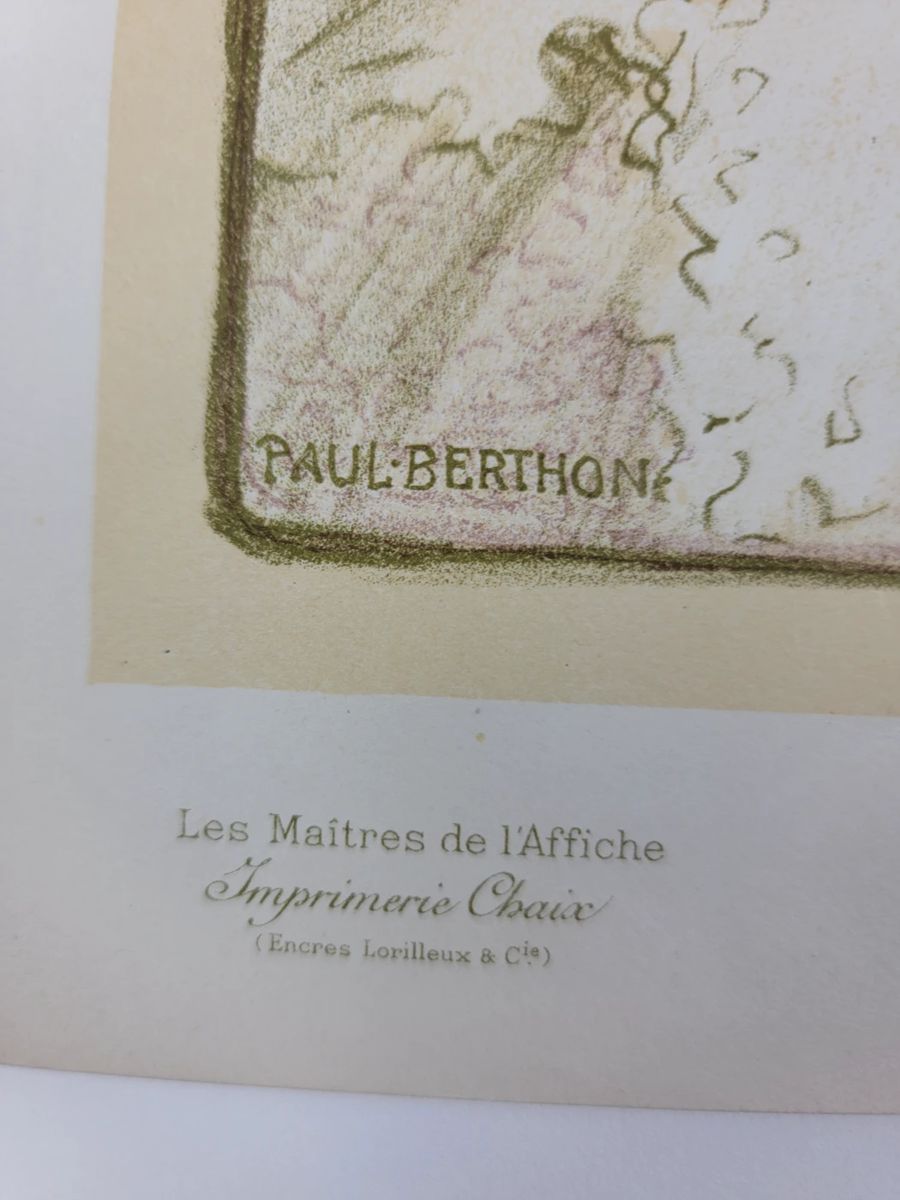 PAUL·BERTHON
Les Maîtres de l'Affiche
Imprimerie Chaix
(Encres Lorilleux & Cie)